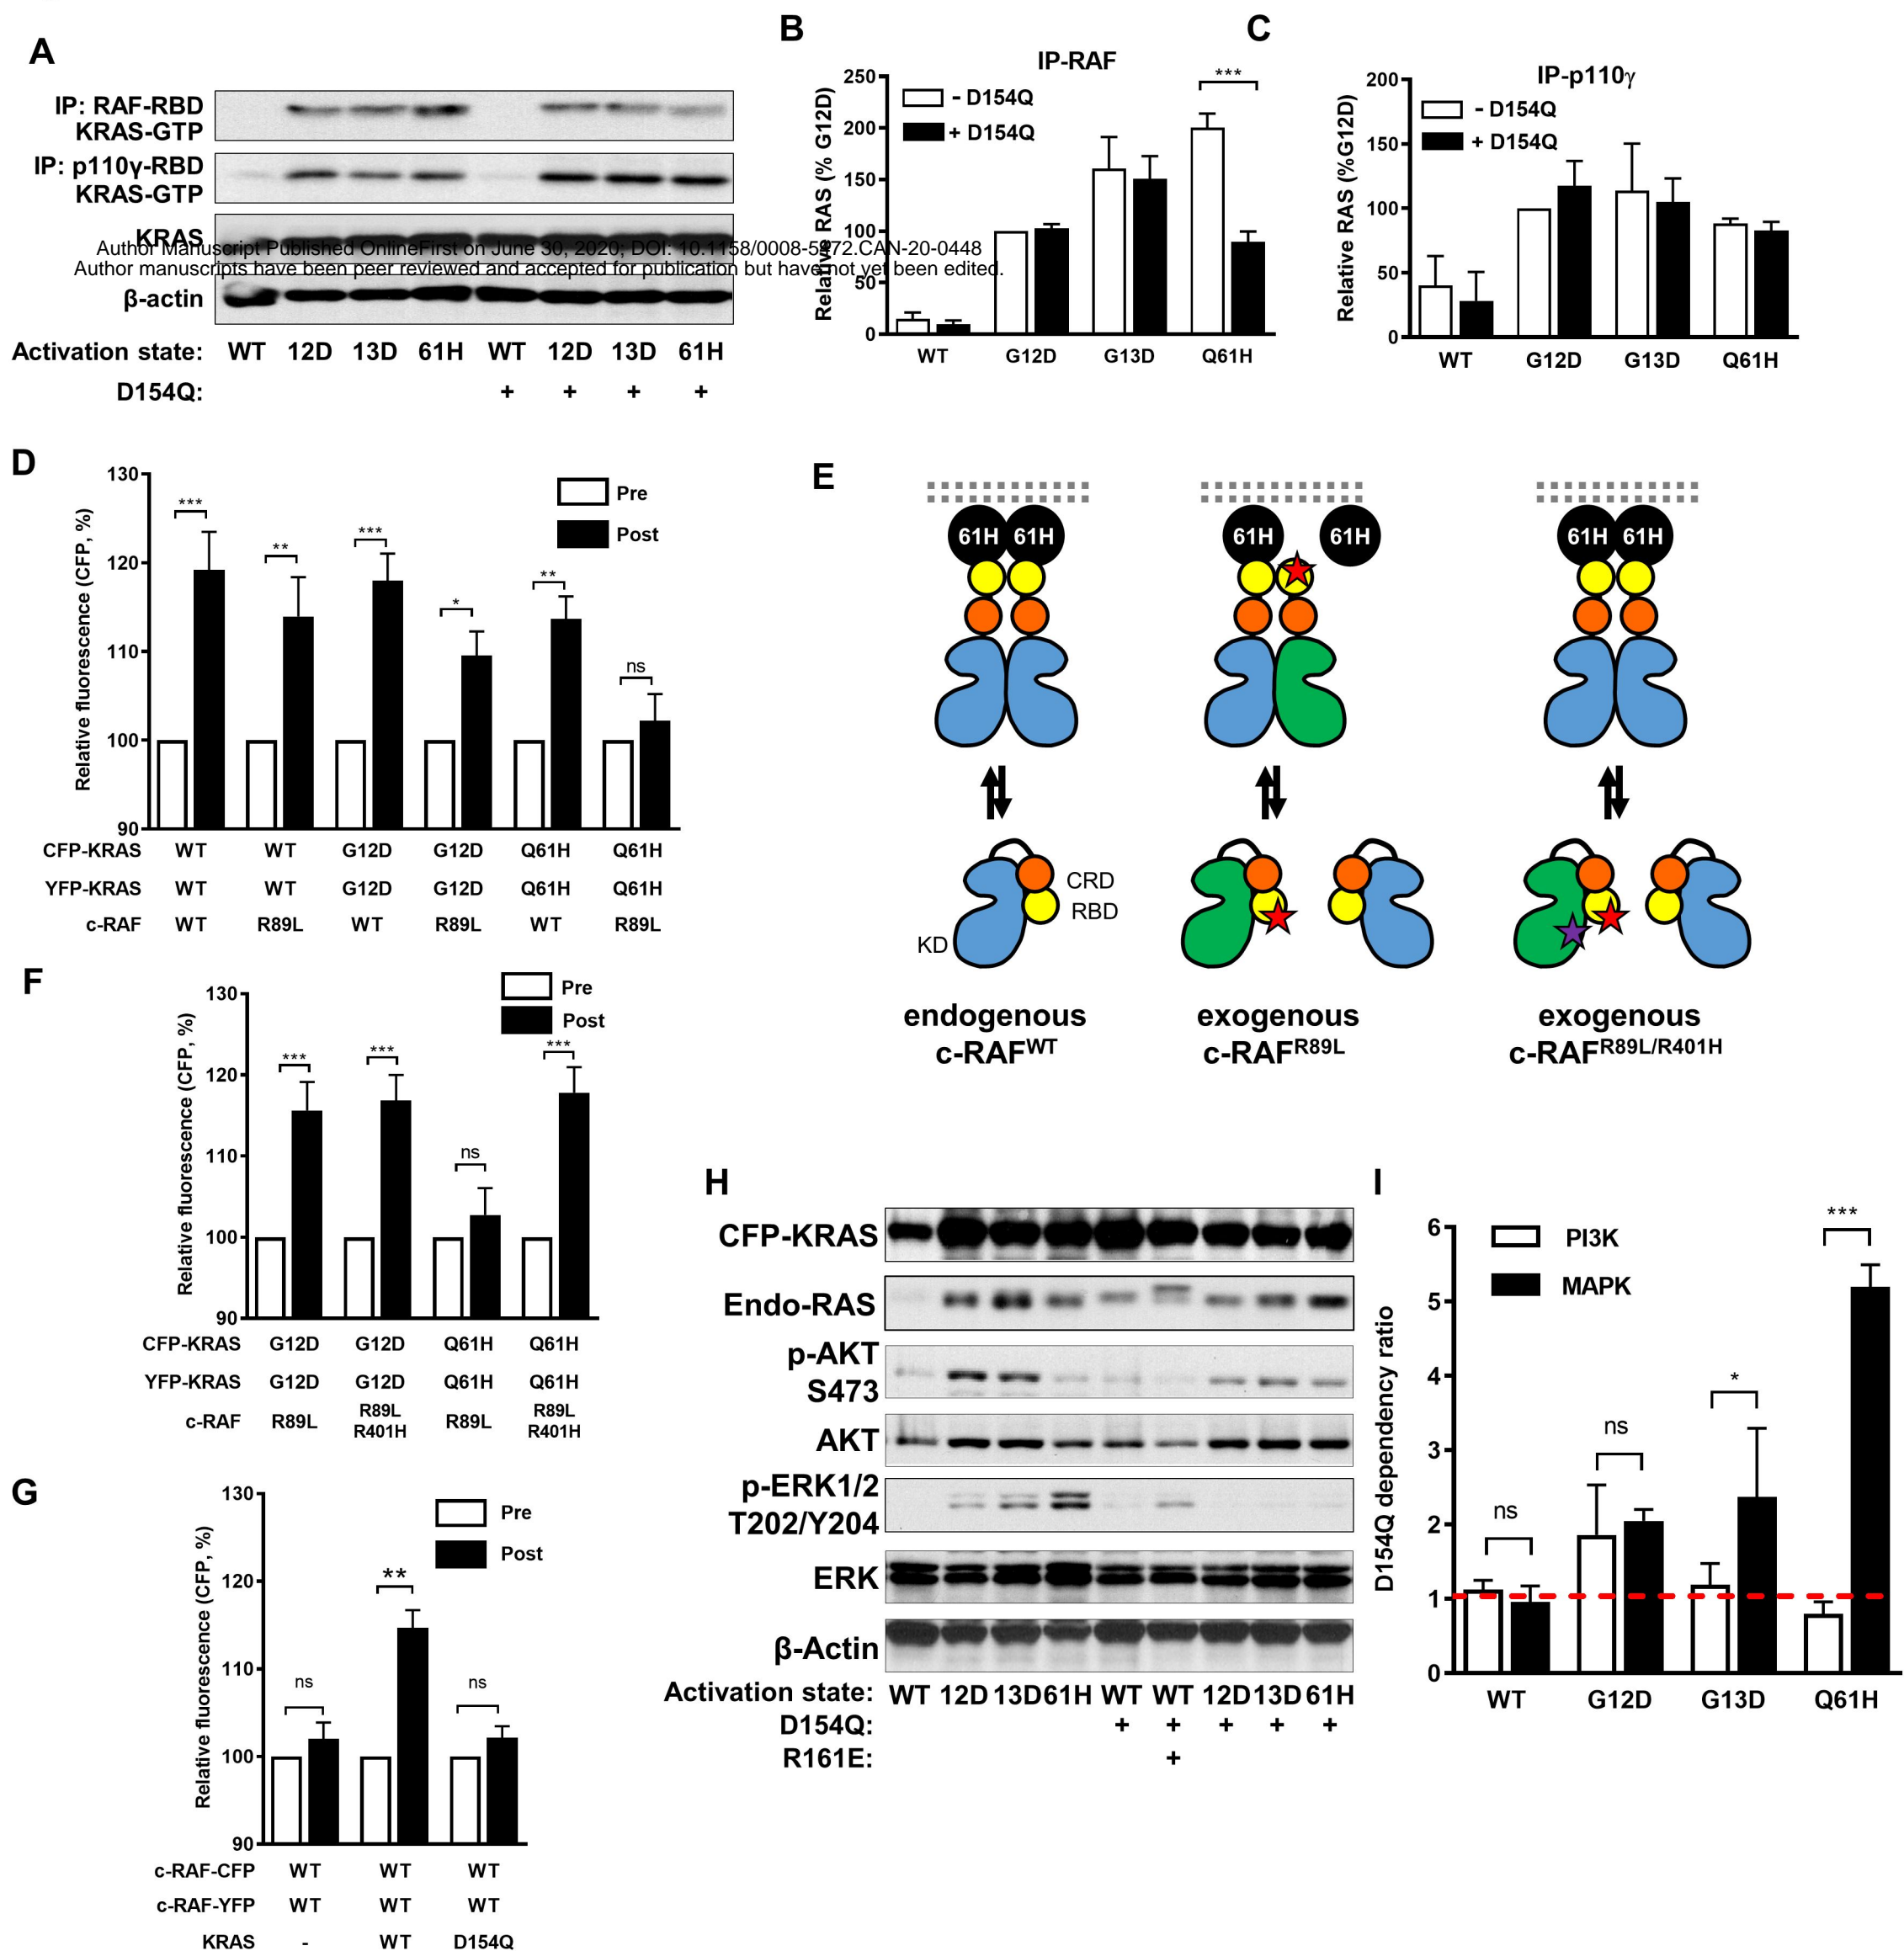 A
IP: RAF-RBD
KRAS-GTP
IP: p110γ-RBD
KRAS-GTP
KRAS
Author Manuscript Published OnlineFirst on June 30, 2020; DOI: 10.1158/0008-5472.CAN-20-0448
Author manuscripts have been peer reviewed and accepted for publication but have not yet been edited.
β-actin
Activation state: WT 12D 13D 61H WT 12D 13D 61H
D154Q: + + + +
B
IP-RAF
Relative RAS (% G12D)
250
200
150
100
50
0
- D154Q
+ D154Q
***
WT G12D G13D Q61H
C
IP-p110γ
Relative RAS (%G12D)
200
150
100
50
0
- D154Q
+ D154Q
WT G12D G13D Q61H
D
Relative fluorescence (CFP, %)
130
120
110
100
90
Pre
Post
*** ** *** * ** ns
CFP-KRAS WT WT G12D G12D Q61H Q61H
YFP-KRAS WT WT G12D G12D Q61H Q61H
c-RAF WT R89L WT R89L WT R89L
E
61H 61H 61H 61H 61H 61H
CRD
RBD
KD
endogenous
c-RAFWT
exogenous
c-RAFR89L
exogenous
c-RAFR89L/R401H
F
Relative fluorescence (CFP, %)
130
120
110
100
90
Pre
Post
*** *** ns ***
CFP-KRAS G12D G12D Q61H Q61H
YFP-KRAS G12D G12D Q61H Q61H
c-RAF R89L R89L R401H R89L R89L R401H
G
Relative fluorescence (CFP, %)
130
120
110
100
90
Pre
Post
ns ** ns
c-RAF-CFP WT WT WT
c-RAF-YFP WT WT WT
KRAS - WT D154Q
H
CFP-KRAS
Endo-RAS
p-AKT
S473
AKT
p-ERK1/2
T202/Y204
ERK
β-Actin
Activation state: WT 12D 13D 61H WT WT 12D 13D 61H
D154Q: + + + + +
R161E: +
I
D154Q dependency ratio
6
5
4
3
2
1
0
PI3K
MAPK
ns ns * ***
WT G12D G13D Q61H